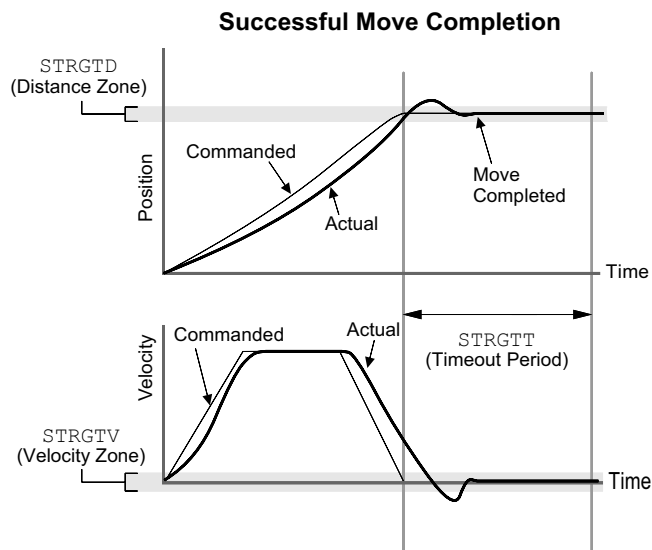 Successful Move Completion
STRGTD
(Distance Zone)
Position
Commanded
Actual
Move
Completed
Time
Velocity
Commanded
Actual
STRGTT
(Timeout Period)
STRGTV
(Velocity Zone)
Time